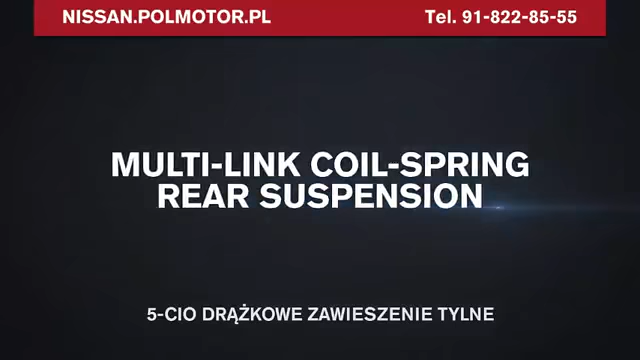 NISSAN.POLMOTOR.PL
Tel. 91-822-85-55
MULTI-LINK COIL-SPRING
REAR SUSPENSION
5-CIO DRĄŻKOWE ZAWIESZENIE TYLNE